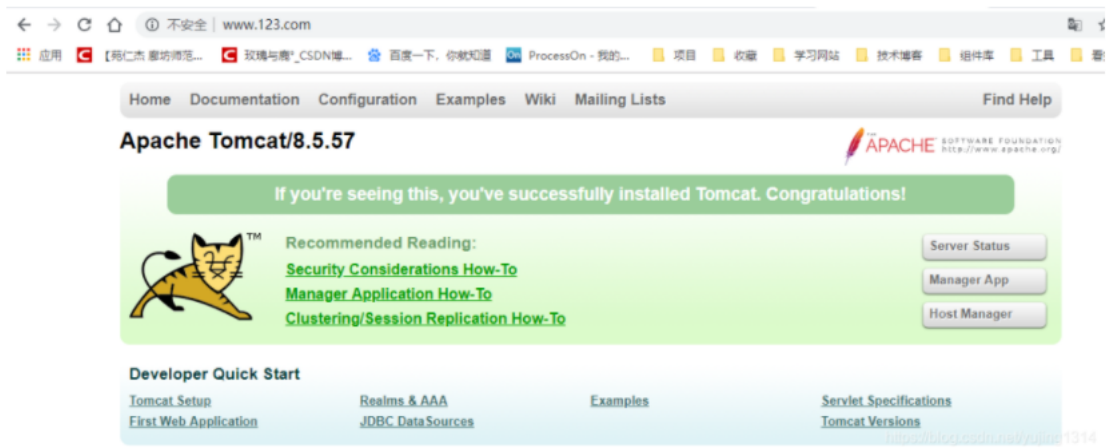 不安全 | www.123.com
应用 【苑仁杰 廊坊师范... 玫瑰与鹿°_CSDN博... 百度一下，你就知道 ProcessOn - 我的... 项目 收藏 学习网站 技术博客 组件库 工具
Home Documentation Configuration Examples Wiki Mailing Lists Find Help
Apache Tomcat/8.5.57
THE APACHE SOFTWARE FOUNDATION
http://www.apache.org/
If you're seeing this, you've successfully installed Tomcat. Congratulations!
TM
Recommended Reading:
Security Considerations How-To
Manager Application How-To
Clustering/Session Replication How-To
Server Status
Manager App
Host Manager
Developer Quick Start
Tomcat Setup Realms & AAA Examples Servlet Specifications
First Web Application JDBC DataSources Tomcat Versions